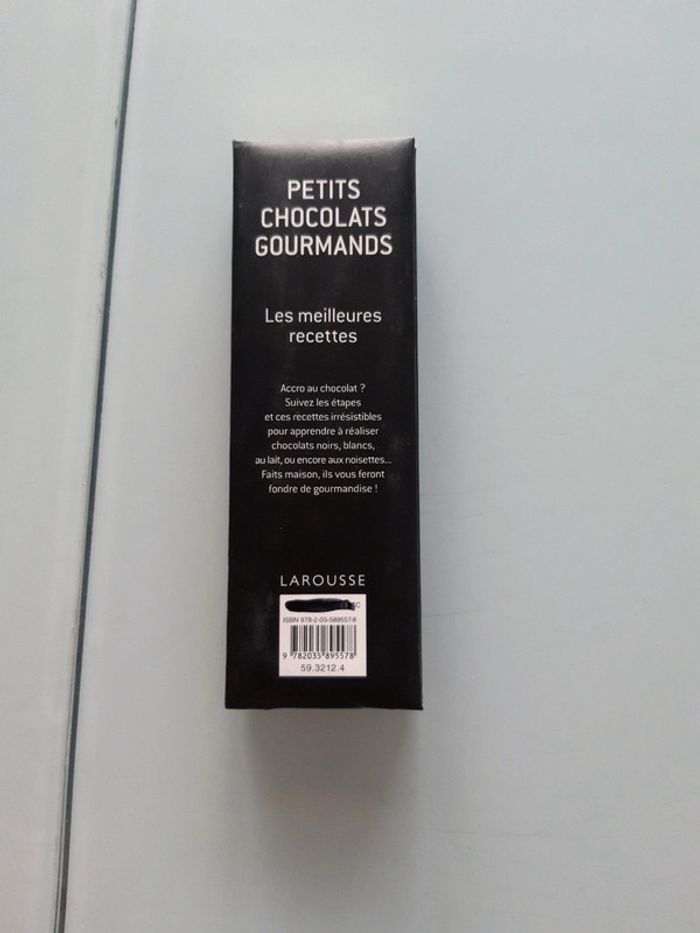 PETITS
CHOCOLATS
GOURMANDS
Les meilleures
recettes
Accro au chocolat ?
Suivez les étapes
et ces recettes irrésistibles
pour apprendre à réaliser
chocolats noirs, blancs,
au lait, ou encore aux noisettes...
Faits maison, ils vous feront
fondre de gourmandise !
LAROUSSE
ISBN 978-2-03-589557-8
9 782035 895578
59.3212.4